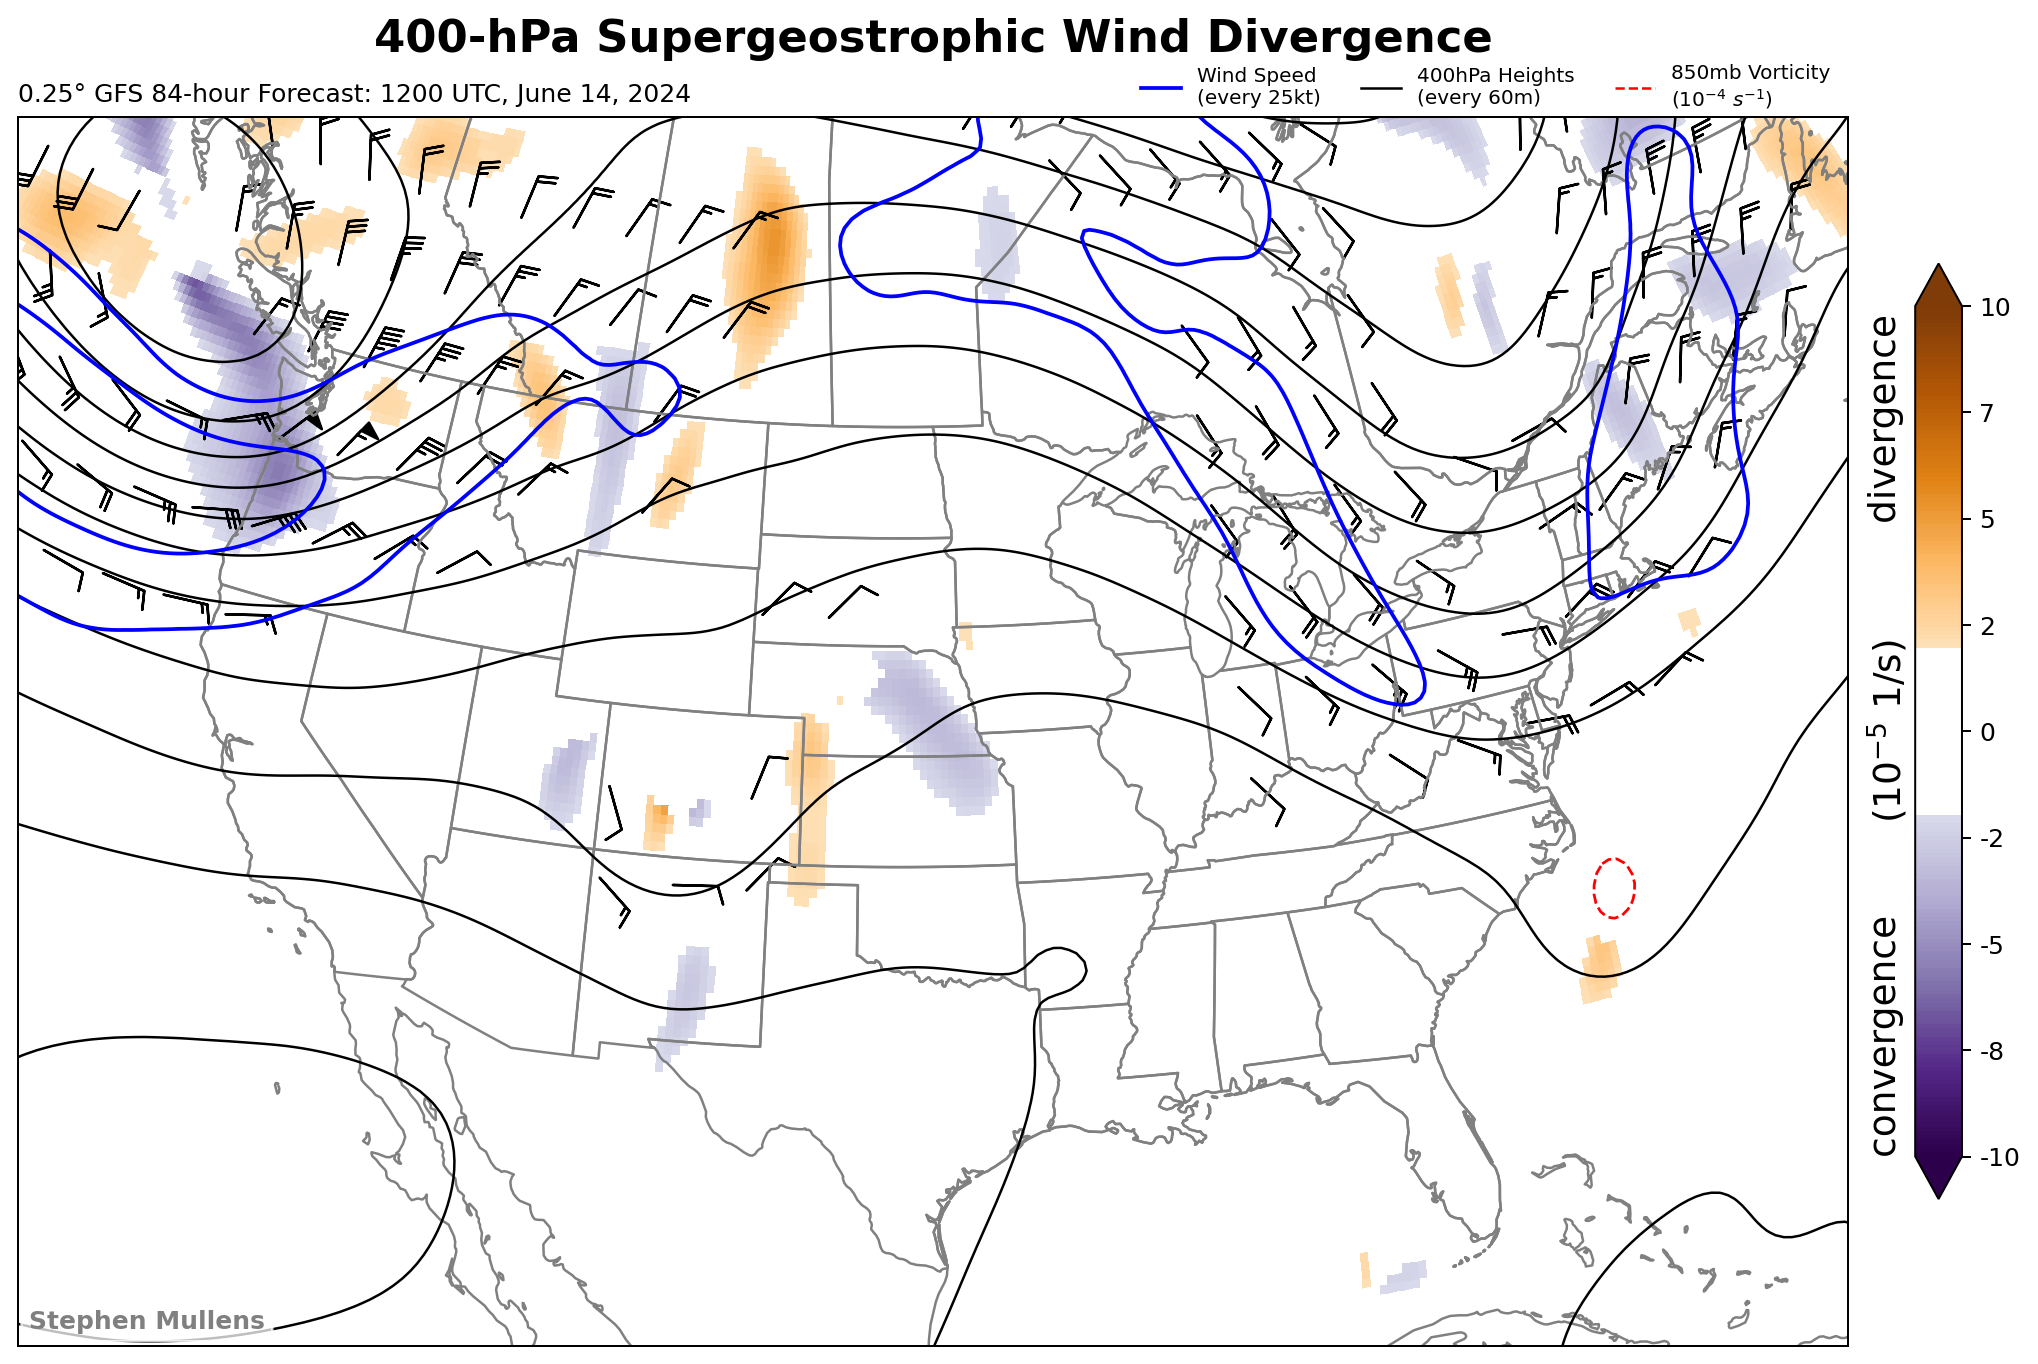 400-hPa Supergeostrophic Wind Divergence
0.25° GFS 84-hour Forecast: 1200 UTC, June 14, 2024
Wind Speed
(every 25kt)
400hPa Heights
(every 60m)
850mb Vorticity
(10⁻⁴ s⁻¹)
10
7
5
2
0
-2
-5
-8
-10
convergence (10⁻⁵ 1/s) divergence
Stephen Mullens